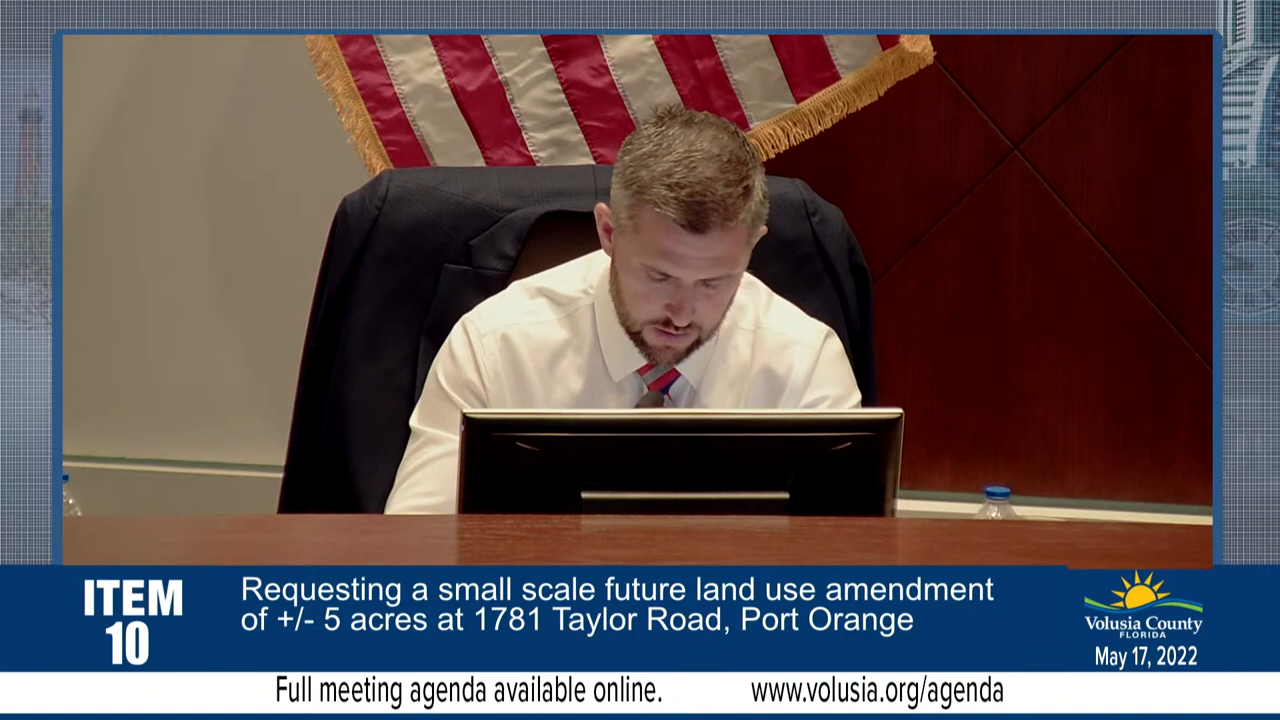 ITEM
10
Requesting a small scale future land use amendment
of +/- 5 acres at 1781 Taylor Road, Port Orange
Volusia County
FLORIDA
May 17, 2022
Full meeting agenda available online. www.volusia.org/agenda